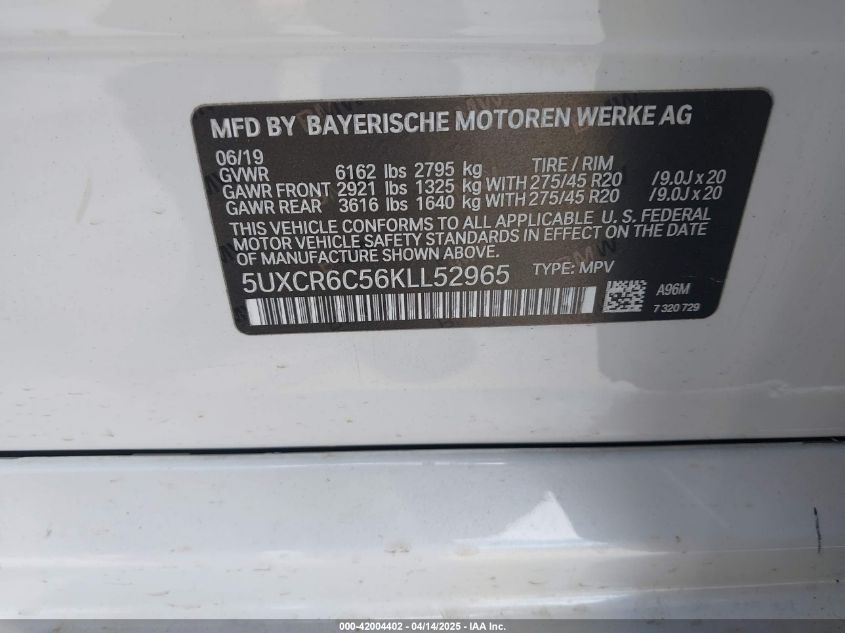 MFD BY BAYERISCHE MOTOREN WERKE AG
06/19
GVWR 6162 lbs 2795 kg TIRE / RIM
GAWR FRONT 2921 lbs 1325 kg WITH 275/45 R20 /9.0J x 20
GAWR REAR 3616 lbs 1640 kg WITH 275/45 R20 /9.0J x 20
THIS VEHICLE CONFORMS TO ALL APPLICABLE U. S. FEDERAL
MOTOR VEHICLE SAFETY STANDARDS IN EFFECT ON THE DATE
OF MANUFACTURE SHOWN ABOVE.
5UXCR6C56KLL52965 TYPE: MPV
A96M
7 320 729
000-42004402 - 04/14/2025 - IAA Inc.